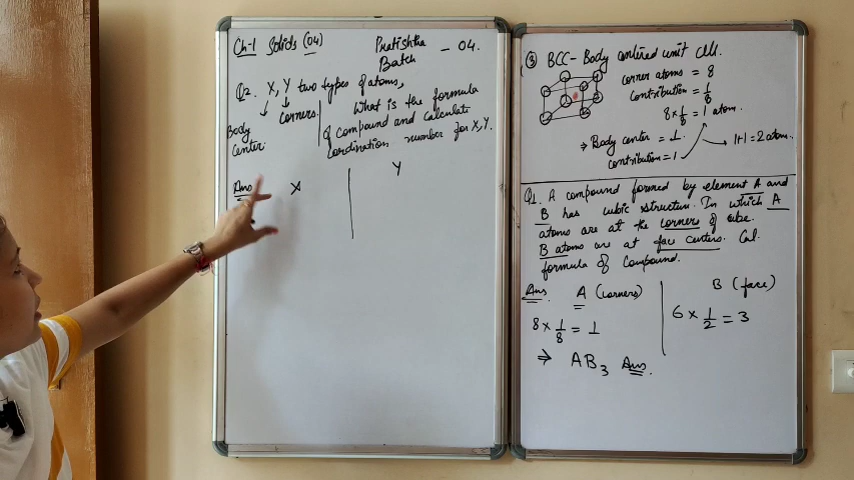 Ch-1 Solids (04) Pratishtha - 04.
Batch
Q2. X, Y two types of atoms,
Body center
corners.
What is the formula
of compound and calculate
cordination number for X, Y.
Ans X Y
③ BCC- Body centired unit cell.
corner atoms = 8
contribution = 1/8
8 × 1/8 = 1 atom.
⇒ Body center = 1.
contribution = 1
1+1 = 2 atom..
Q1. A compound formed by element A and
B has cubic structure. In which A
atoms are at the corners of cube.
B atoms are at face centers. Cal.
formula of compound.
Ans. A (corners) B (face)
8 × 1/8 = 1 6 × 1/2 = 3
⇒ AB₃ Ans.